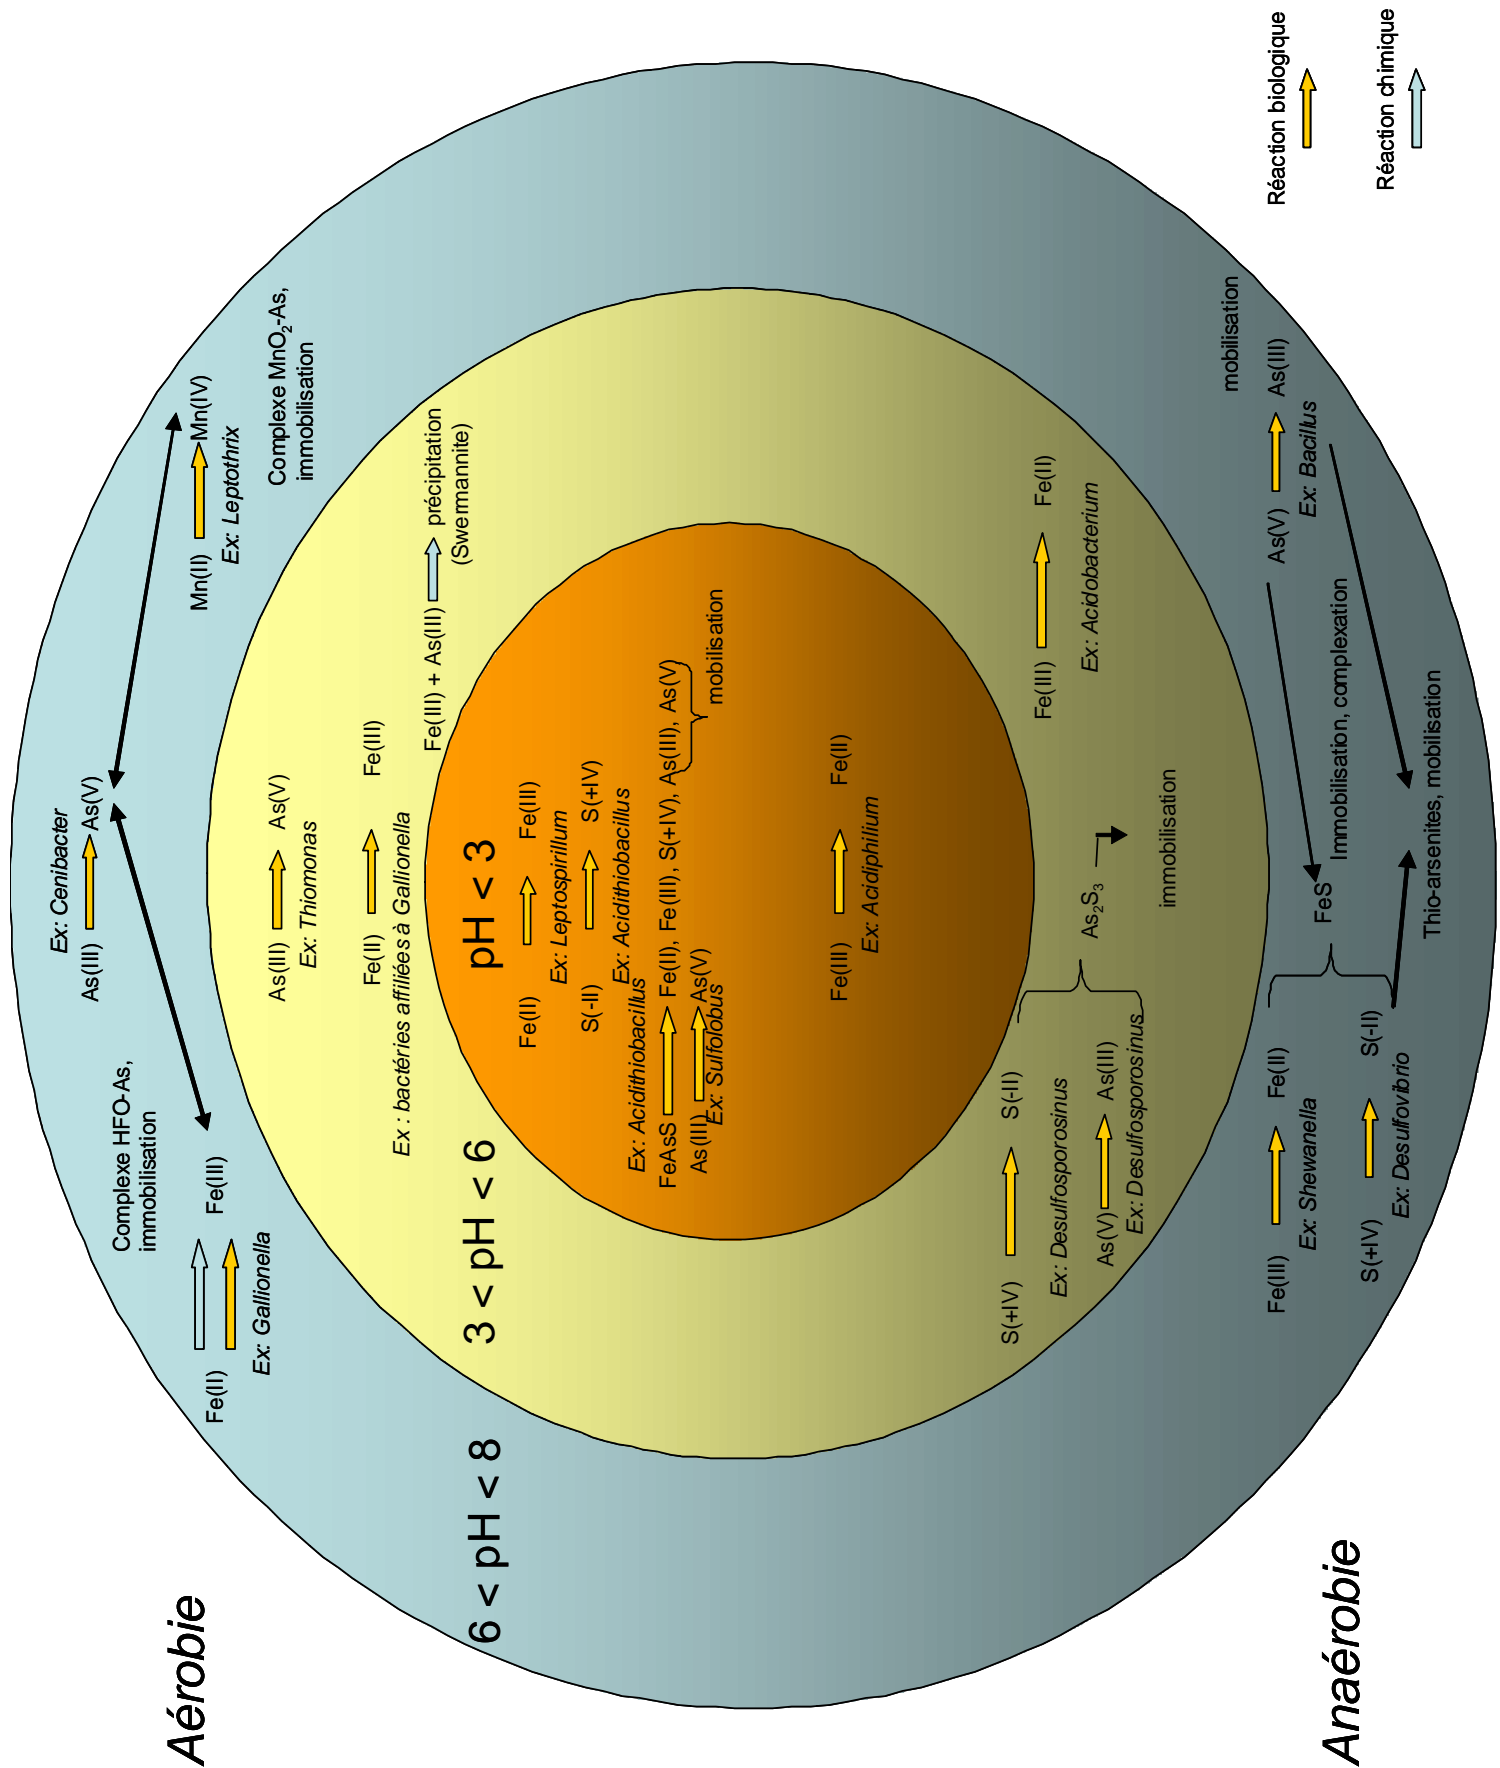 Aérobie
Ex: Cenibacter
As(III) As(V)
Complexe HFO-As,
immobilisation
Fe(II) Fe(III)
Ex: Gallionella
Mn(II) Mn(IV)
Ex: Leptothrix
Complexe MnO2-As,
immobilisation
As(III) As(V)
Ex: Thiomonas
Fe(II) Fe(III)
Ex : bactéries affiliées à Gallionella
Fe(III) + As(III) précipitation
(Swermannite)
6 < pH < 8
3 < pH < 6
pH < 3
Fe(II) Fe(III)
Ex: Leptospirillum
S(-II) S(+IV)
Ex: Acidithiobacillus
Ex: Acidithiobacillus
FeAsS Fe(II), Fe(III), S(+IV), As(III), As(V)
As(III) As(V)
Ex: Sulfolobus
mobilisation
Fe(III) Fe(II)
Ex: Acidiphilium
S(+IV) S(-II)
Ex: Desulfosporosinus
As(V) As(III)
Ex: Desulfosporosinus
As2S3
immobilisation
Fe(III) Fe(II)
Ex: Acidobacterium
Fe(III) Fe(II)
Ex: Shewanella
S(+IV) S(-II)
Ex: Desulfovibrio
FeS
Immobilisation, complexation
Thio-arsenites, mobilisation
mobilisation
As(V) As(III)
Ex: Bacillus
Anaérobie
Réaction biologique
Réaction chimique